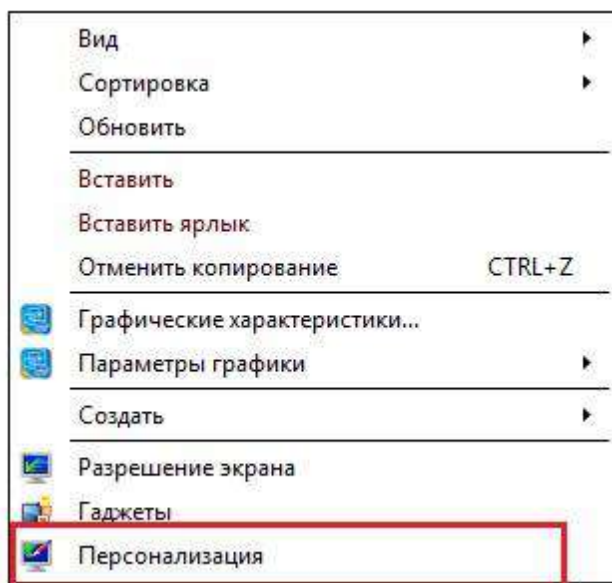 Вид
Сортировка
Обновить
Вставить
Вставить ярлык
Отменить копирование CTRL+Z
Графические характеристики...
Параметры графики
Создать
Разрешение экрана
Гаджеты
Персонализация